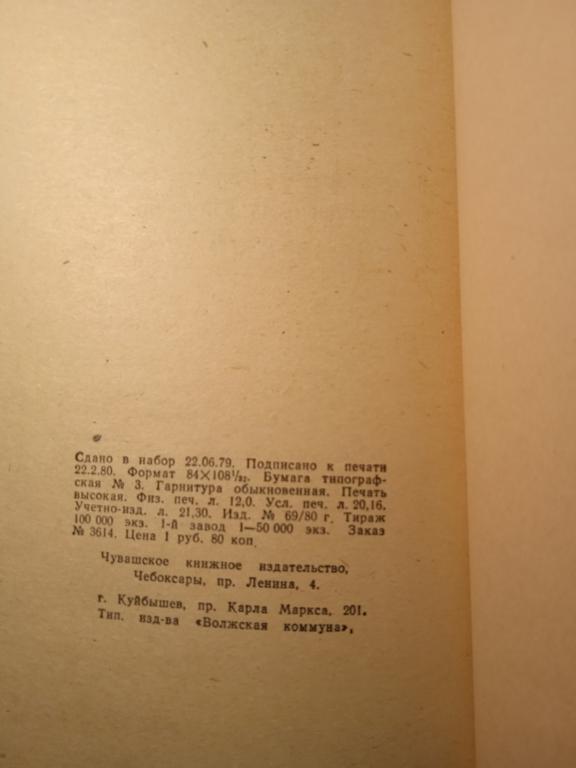 Сдано в набор 22.06.79. Подписано к печати
22.2.80. Формат 84×108¹/₃₂. Бумага типограф-
ская № 3. Гарнитура обыкновенная. Печать
высокая. Физ. печ. л. 12,0. Усл. печ. л. 20,16.
Учетно-изд. л. 21,30. Изд. № 69/80 г. Тираж
100 000 экз. 1-й завод 1—50 000 экз. Заказ
№ 3614. Цена 1 руб. 80 коп.
Чувашское книжное издательство,
Чебоксары, пр. Ленина, 4.
г. Куйбышев, пр. Карла Маркса, 201.
Тип. изд-ва «Волжская коммуна»,